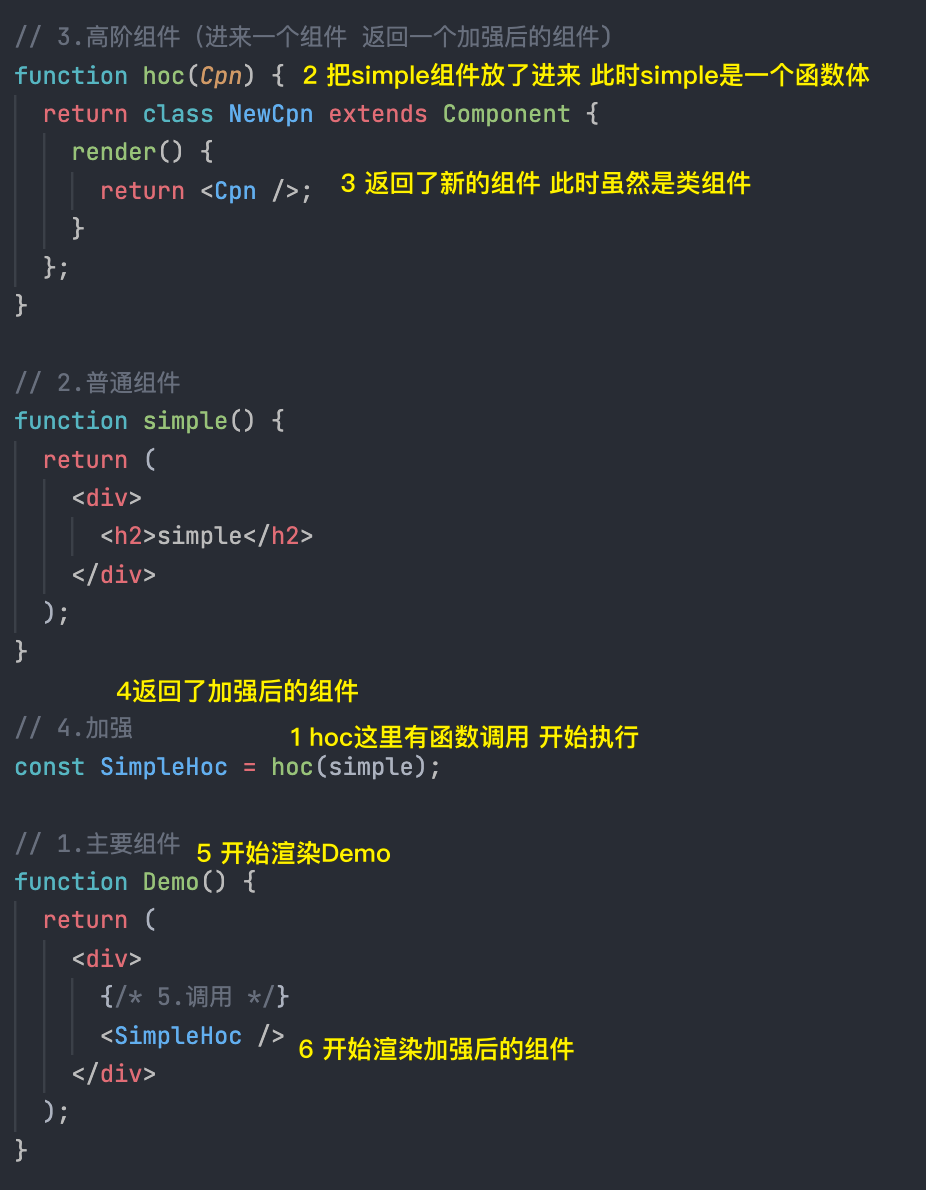 // 3.高阶组件（进来一个组件 返回一个加强后的组件）
function hoc(Cpn) { 2 把simple组件放了进来 此时simple是一个函数体
return class NewCpn extends Component {
render() {
return <Cpn />; 3 返回了新的组件 此时虽然是类组件
}
};
}
// 2.普通组件
function simple() {
return (
<div>
<h2>simple</h2>
</div>
);
}
4返回了加强后的组件
// 4.加强
1 hoc这里有函数调用 开始执行
const SimpleHoc = hoc(simple);
// 1.主要组件 5 开始渲染Demo
function Demo() {
return (
<div>
{/* 5.调用 */}
<SimpleHoc /> 6 开始渲染加强后的组件
</div>
);
}